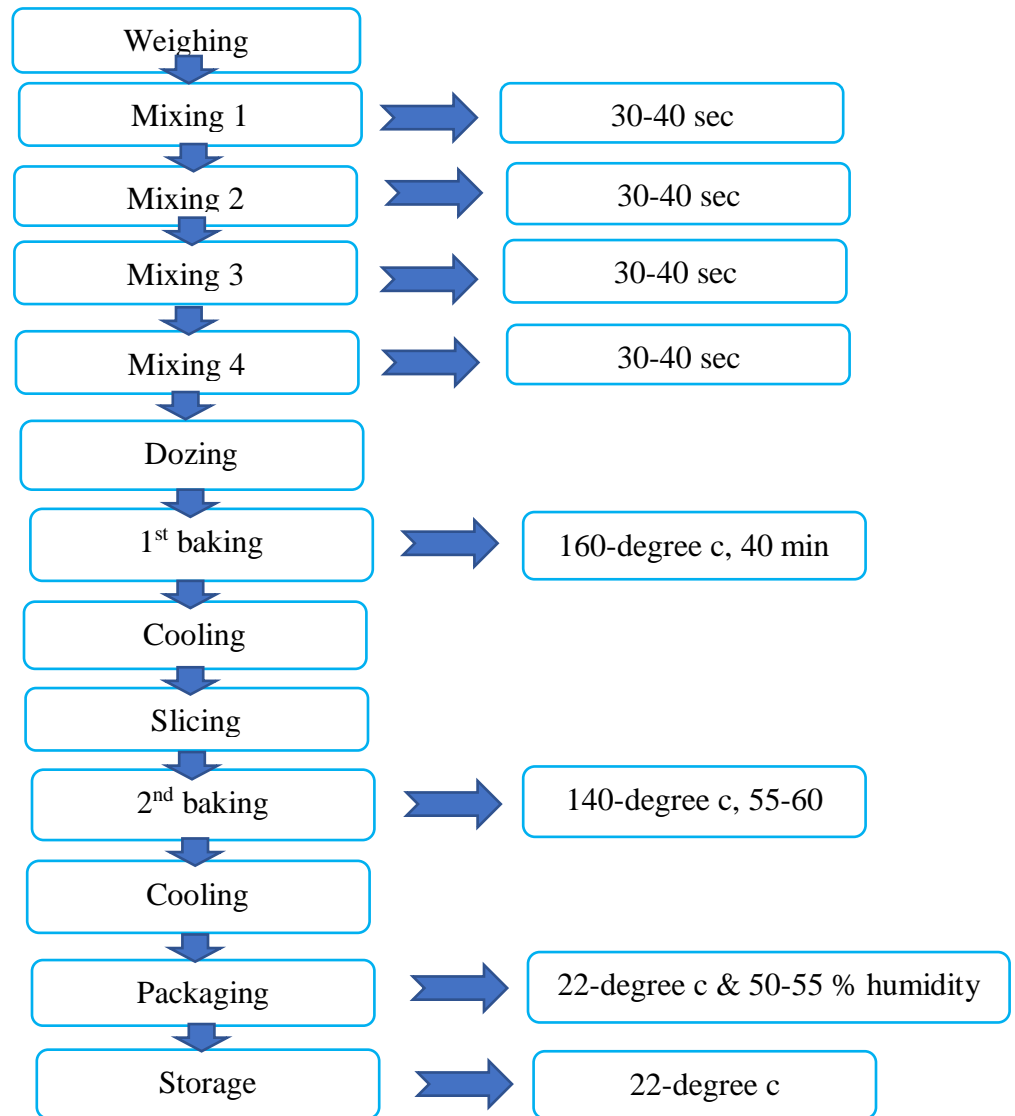 Weighing
Mixing 1
30-40 sec
Mixing 2
30-40 sec
Mixing 3
30-40 sec
Mixing 4
30-40 sec
Dozing
1st baking
160-degree c, 40 min
Cooling
Slicing
2nd baking
140-degree c, 55-60
Cooling
Packaging
22-degree c & 50-55 % humidity
Storage
22-degree c